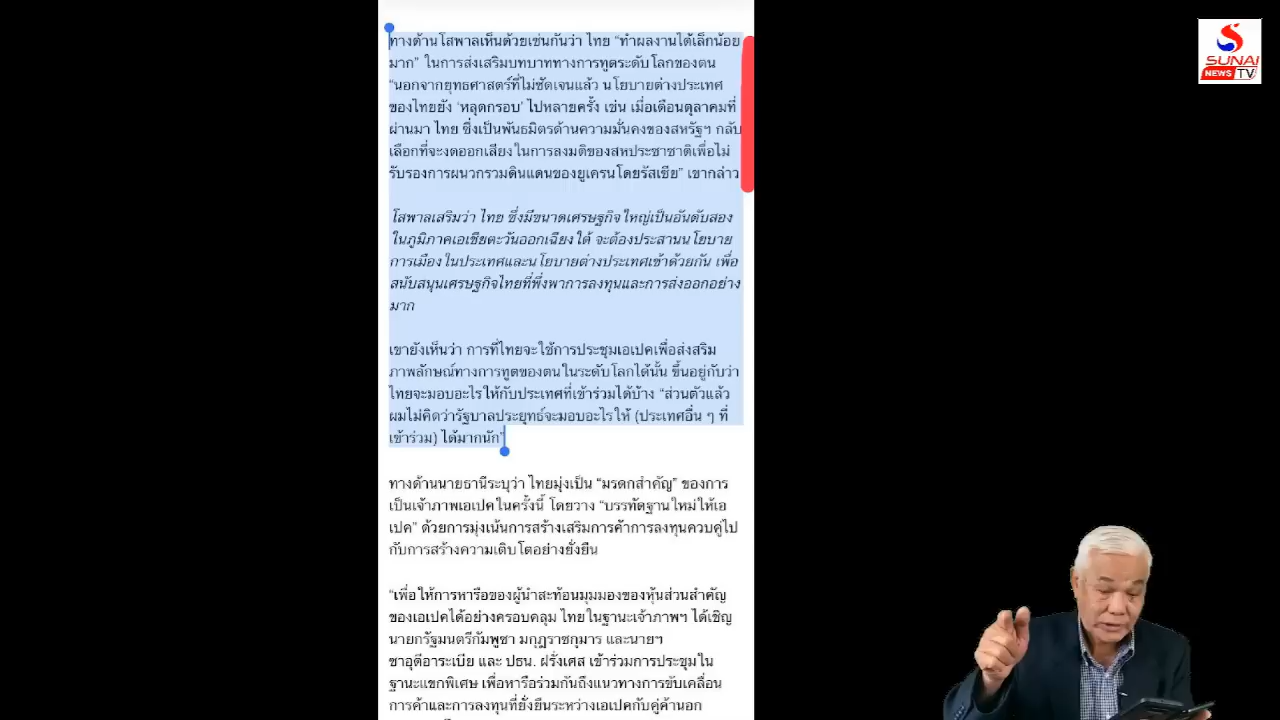 SUNAI
NEWS TV
ทางด้านโสพาลเห็นด้วยเช่นกันว่า ไทย “ทำผลงานได้เล็กน้อย
มาก” ในการส่งเสริมบทบาททางการทูตระดับโลกของตน
“นอกจากยุทธศาสตร์ที่ไม่ชัดเจนแล้ว นโยบายต่างประเทศ
ของไทยยัง ‘หลุดกรอบ’ ไปหลายครั้ง เช่น เมื่อเดือนตุลาคมที่
ผ่านมา ไทย ซึ่งเป็นพันธมิตรด้านความมั่นคงของสหรัฐฯ กลับ
เลือกที่จะงดออกเสียงในการลงมติของสหประชาชาติเพื่อไม่
รับรองการผนวกรวมดินแดนของยูเครนโดยรัสเซีย” เขากล่าว
โสพาลเสริมว่า ไทย ซึ่งมีขนาดเศรษฐกิจใหญ่เป็นอันดับสอง
ในภูมิภาคเอเชียตะวันออกเฉียงใต้ จะต้องประสานนโยบาย
การเมืองในประเทศและนโยบายต่างประเทศเข้าด้วยกัน เพื่อ
สนับสนุนเศรษฐกิจไทยที่พึ่งพาการลงทุนและการส่งออกอย่าง
มาก
เขายังเห็นว่า การที่ไทยจะใช้การประชุมเอเปคเพื่อส่งสริม
ภาพลักษณ์ทางการทูตของตนในระดับโลกได้นั้น ขึ้นอยู่กับว่า
ไทยจะมอบอะไรให้กับประเทศที่เข้าร่วมได้บ้าง “ส่วนตัวแล้ว
ผมไม่คิดว่ารัฐบาลประยุทธ์จะมอบอะไรให้ (ประเทศอื่น ๆ ที่
เข้าร่วม) ได้มากนัก”
ทางด้านนายธานีระบุว่า ไทยมุ่งเป็น “มรดกสำคัญ” ของการ
เป็นเจ้าภาพเอเปคในครั้งนี้ โดยวาง “บรรทัดฐานใหม่ให้เอ
เปค” ด้วยการมุ่งเน้นการสร้างเสริมการค้าการลงทุนควบคู่ไป
กับการสร้างความเติบโตอย่างยั่งยืน
“เพื่อให้การหารือของผู้นำสะท้อนมุมมองของหุ้นส่วนสำคัญ
ของเอเปคได้อย่างครอบคลุม ไทยในฐานะเจ้าภาพฯ ได้เชิญ
นายกรัฐมนตรีกัมพูชา มกุฎราชกุมาร และนายกฯ
ซาอุดีอาระเบีย และ ปธน. ฝรั่งเศส เข้าร่วมการประชุมใน
ฐานะแขกพิเศษ เพื่อหารือร่วมกันถึงแนวทางการขับเคลื่อน
การค้าและการลงทุนที่ยั่งยืนระหว่างเอเปคกับคู่ค้านอก